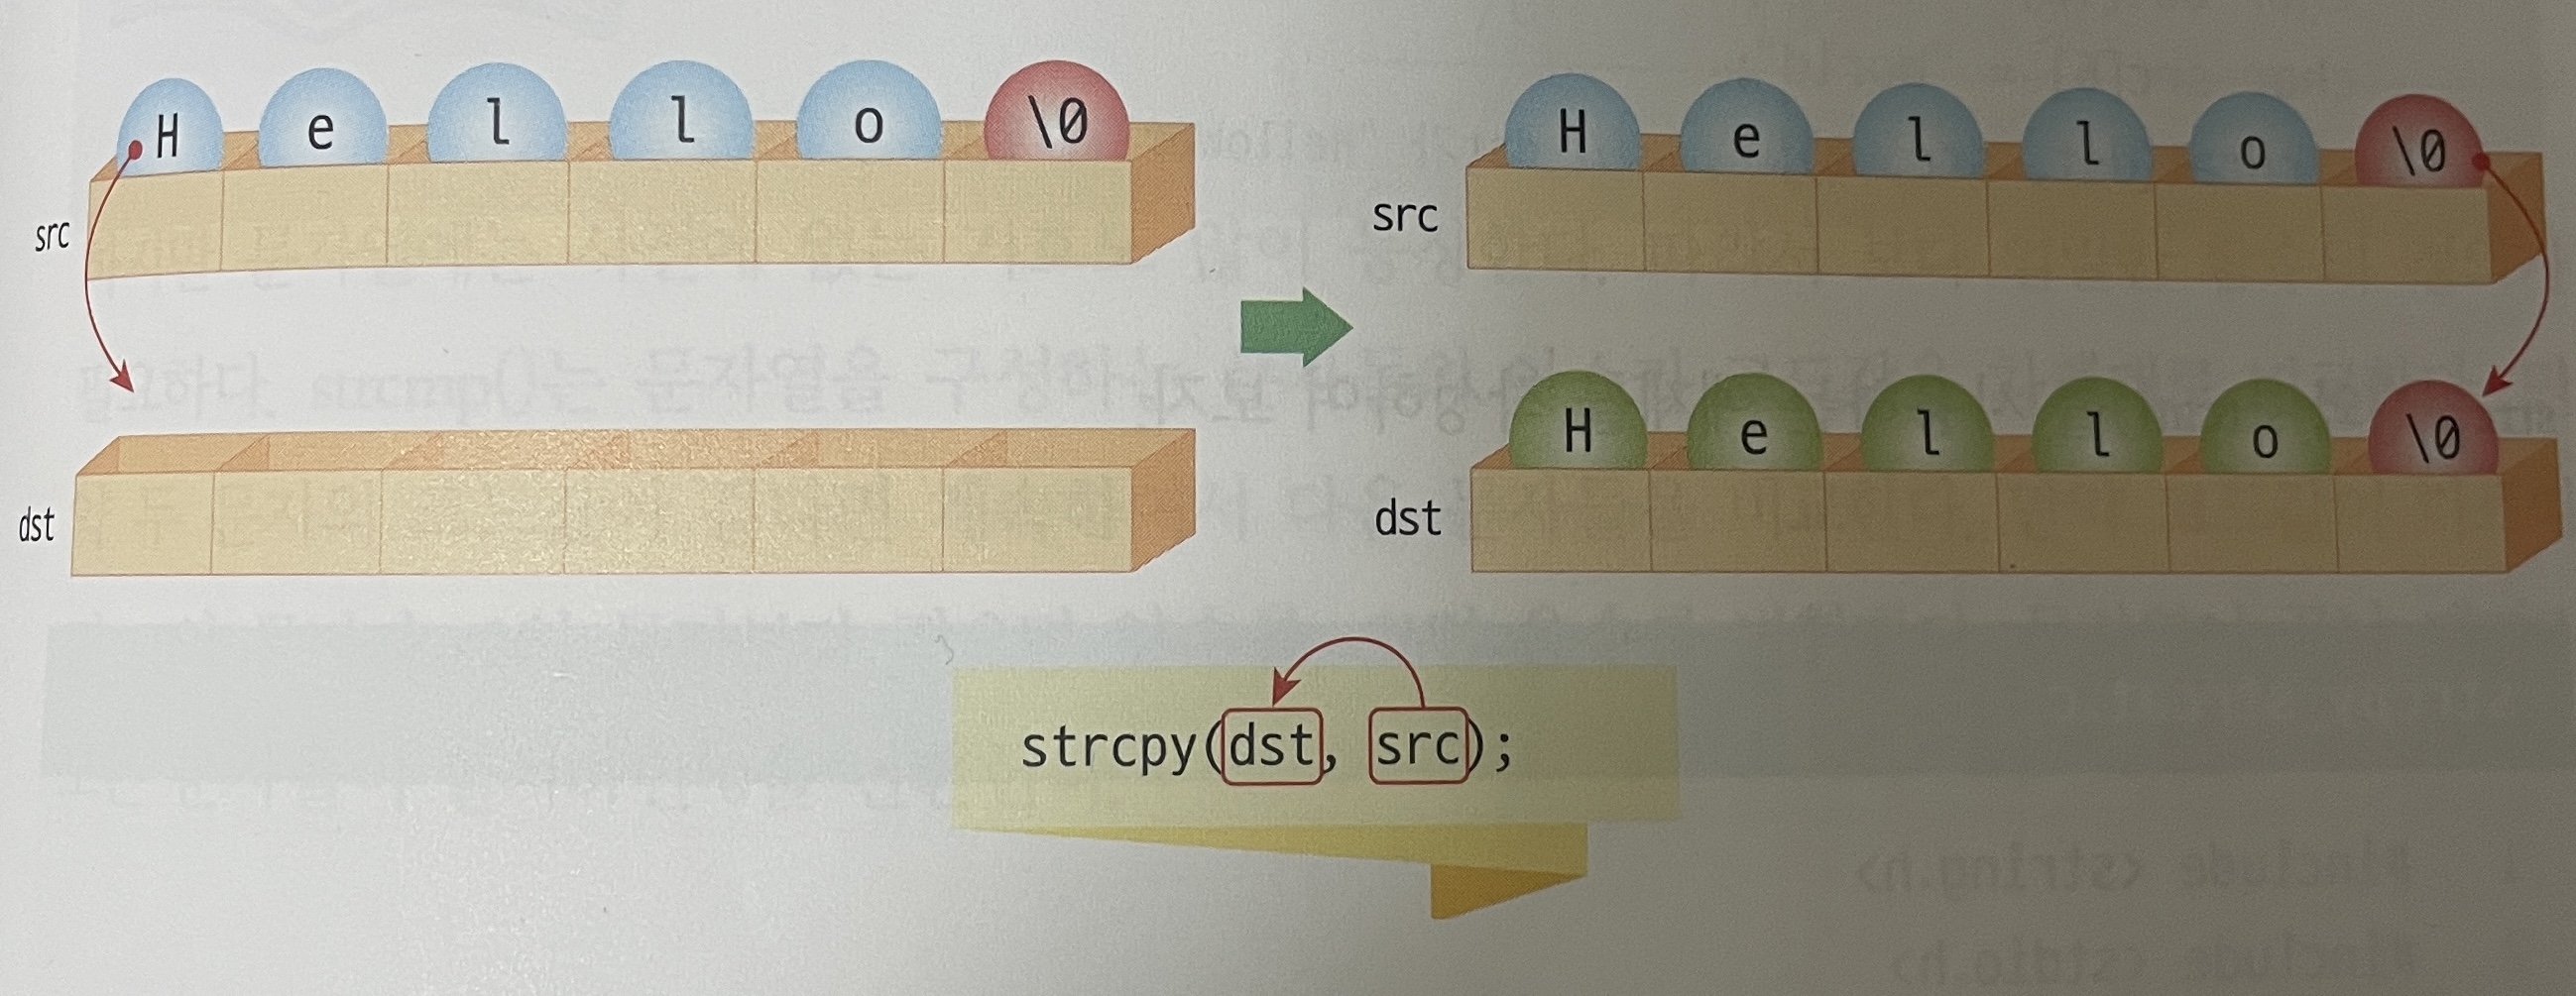 H e l l o \0
src
dst
H e l l o \0
src
H e l l o \0
dst
strcpy(dst, src);